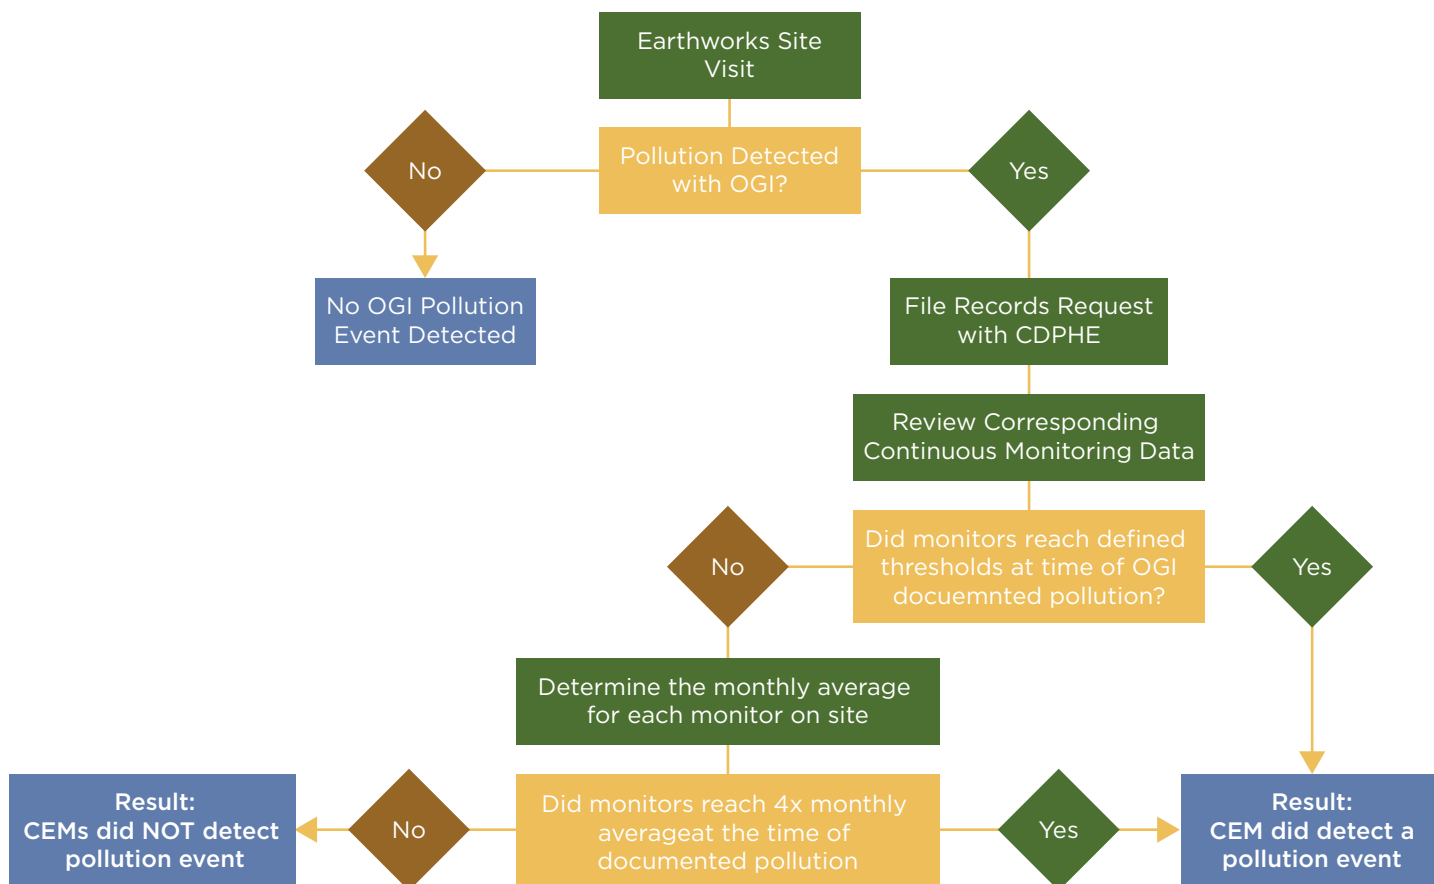 Earthworks Site
Visit
Pollution Detected
with OGI?
No
Yes
No OGI Pollution
Event Detected
File Records Request
with CDPHE
Review Corresponding
Continuous Monitoring Data
Did monitors reach defined
thresholds at time of OGI
docuemnted pollution?
No
Yes
Determine the monthly average
for each monitor on site
Did monitors reach 4x monthly
averageat the time of
documented pollution
No
Yes
Result:
CEMs did NOT detect
pollution event
Result:
CEM did detect a
pollution event